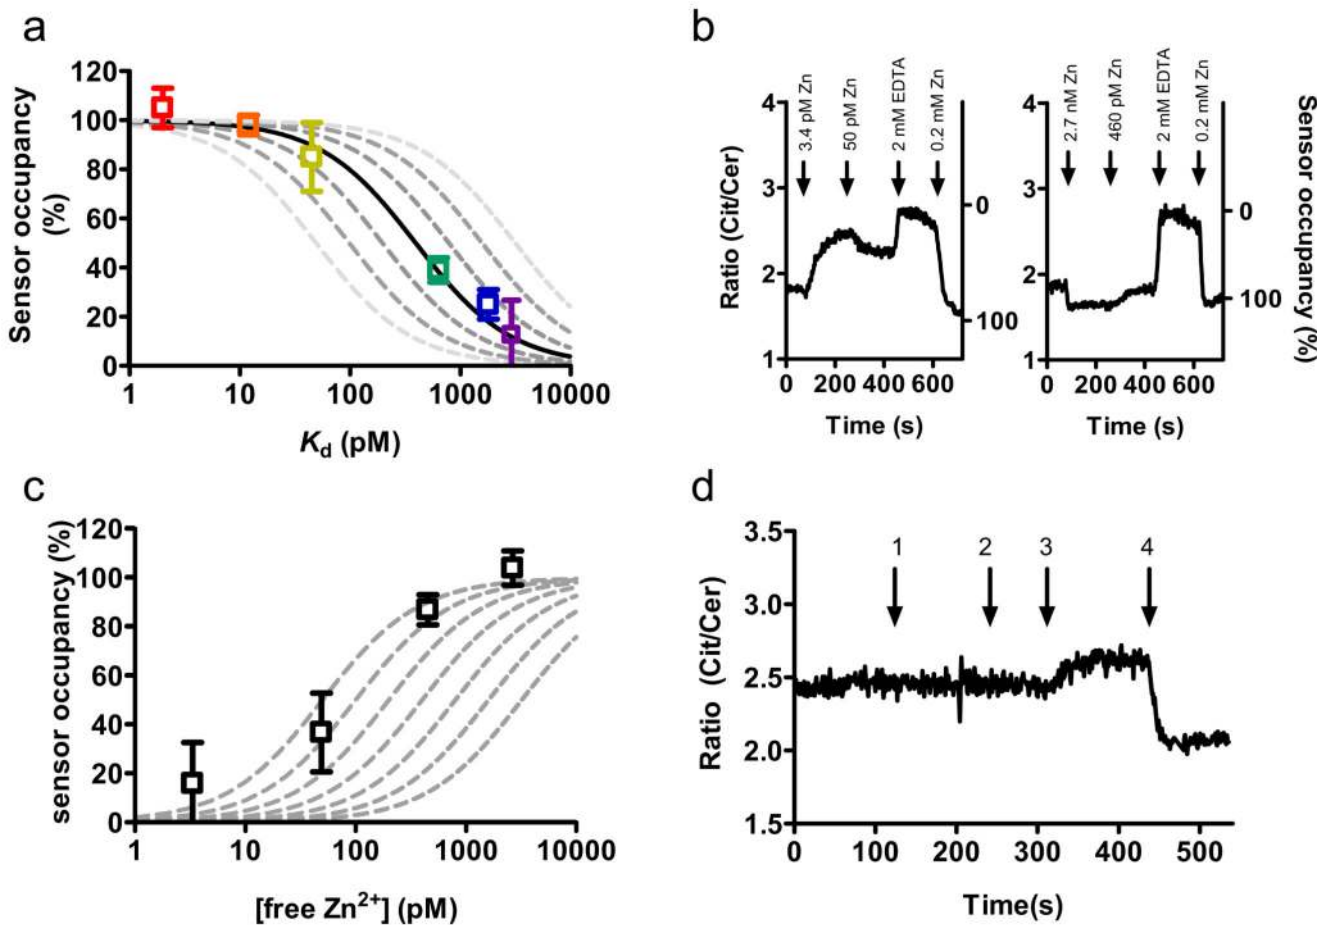 a
Sensor occupancy
(%)
120
100
80
60
40
20
0
1
10
100
1000
10000
Kd (pM)
b
3.4 pM Zn
50 pM Zn
2 mM EDTA
0.2 mM Zn
Ratio (Cit/Cer)
4
3
2
1
0
100
0
200
400
600
Time (s)
2.7 nM Zn
460 pM Zn
2 mM EDTA
0.2 mM Zn
4
3
2
1
0
100
Sensor occupancy (%)
0
200
400
600
Time (s)
c
sensor occupancy (%)
120
100
80
60
40
20
0
1
10
100
1000
10000
[free Zn²⁺] (pM)
d
1
2
3
4
Ratio (Cit/Cer)
3.5
3.0
2.5
2.0
1.5
0
100
200
300
400
500
Time(s)